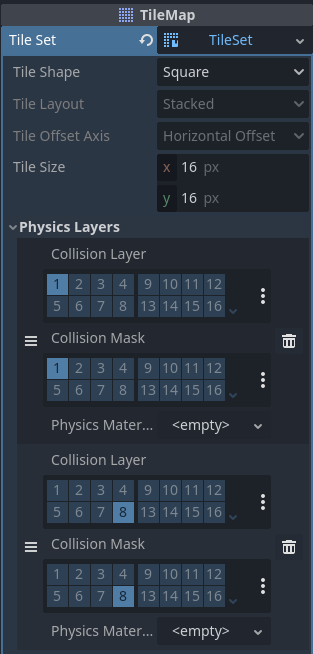 TileMap
Tile Set TileSet
Tile Shape Square
Tile Layout Stacked
Tile Offset Axis Horizontal Offset
Tile Size x 16 px
y 16 px
Physics Layers
Collision Layer
1 2 3 4 9 10 11 12
5 6 7 8 13 14 15 16
Collision Mask
1 2 3 4 9 10 11 12
5 6 7 8 13 14 15 16
Physics Mater... <empty>
Collision Layer
1 2 3 4 9 10 11 12
5 6 7 8 13 14 15 16
Collision Mask
1 2 3 4 9 10 11 12
5 6 7 8 13 14 15 16
Physics Mater... <empty>